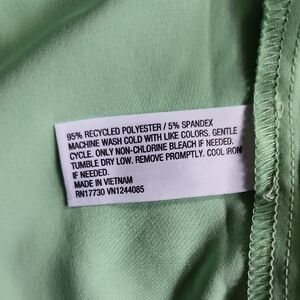 95% RECYCLED POLYESTER / 5% SPANDEX
MACHINE WASH COLD WITH LIKE COLORS. GENTLE
CYCLE. ONLY NON-CHLORINE BLEACH IF NEEDED.
TUMBLE DRY LOW. REMOVE PROMPTLY. COOL IRON
IF NEEDED.
MADE IN VIETNAM
RN17730 VN1244085